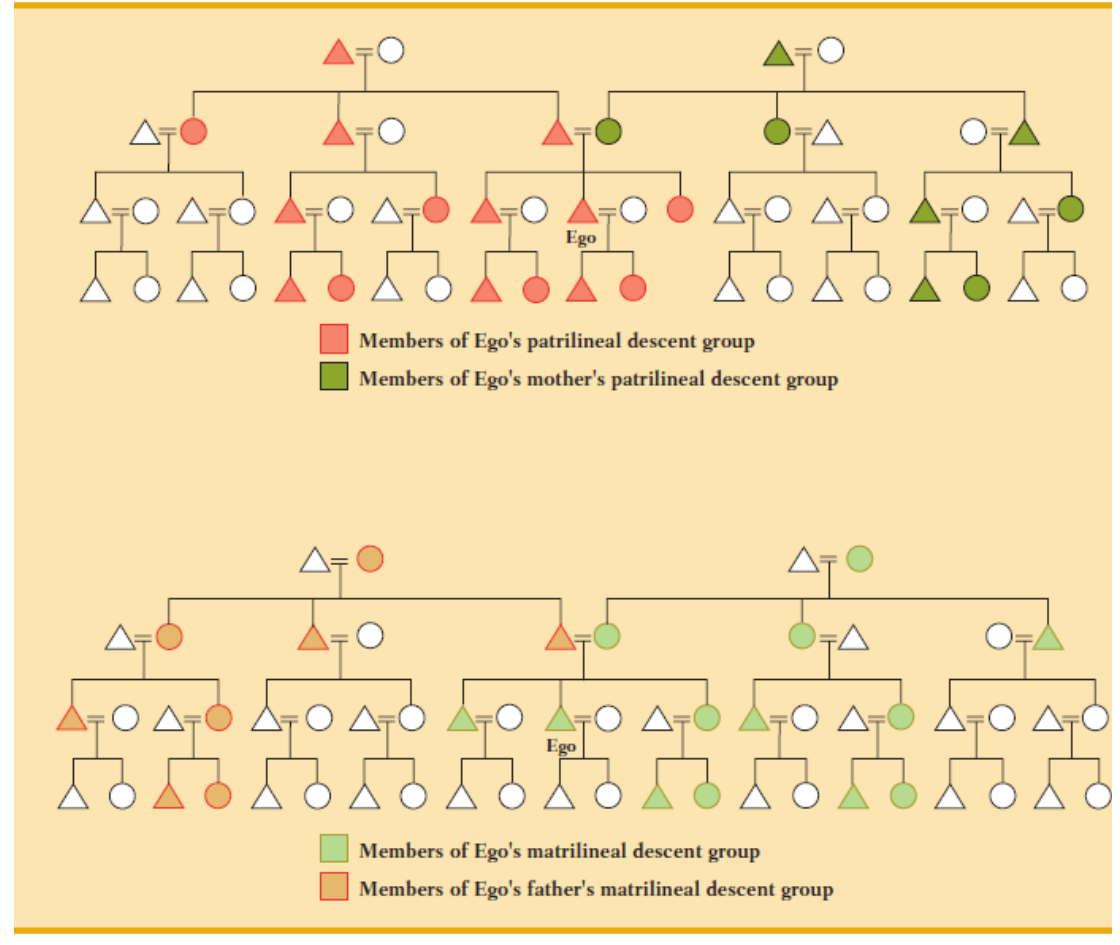 Ego
Members of Ego's patrilineal descent group
Members of Ego's mother's patrilineal descent group
Ego
Members of Ego's matrilineal descent group
Members of Ego's father's matrilineal descent group